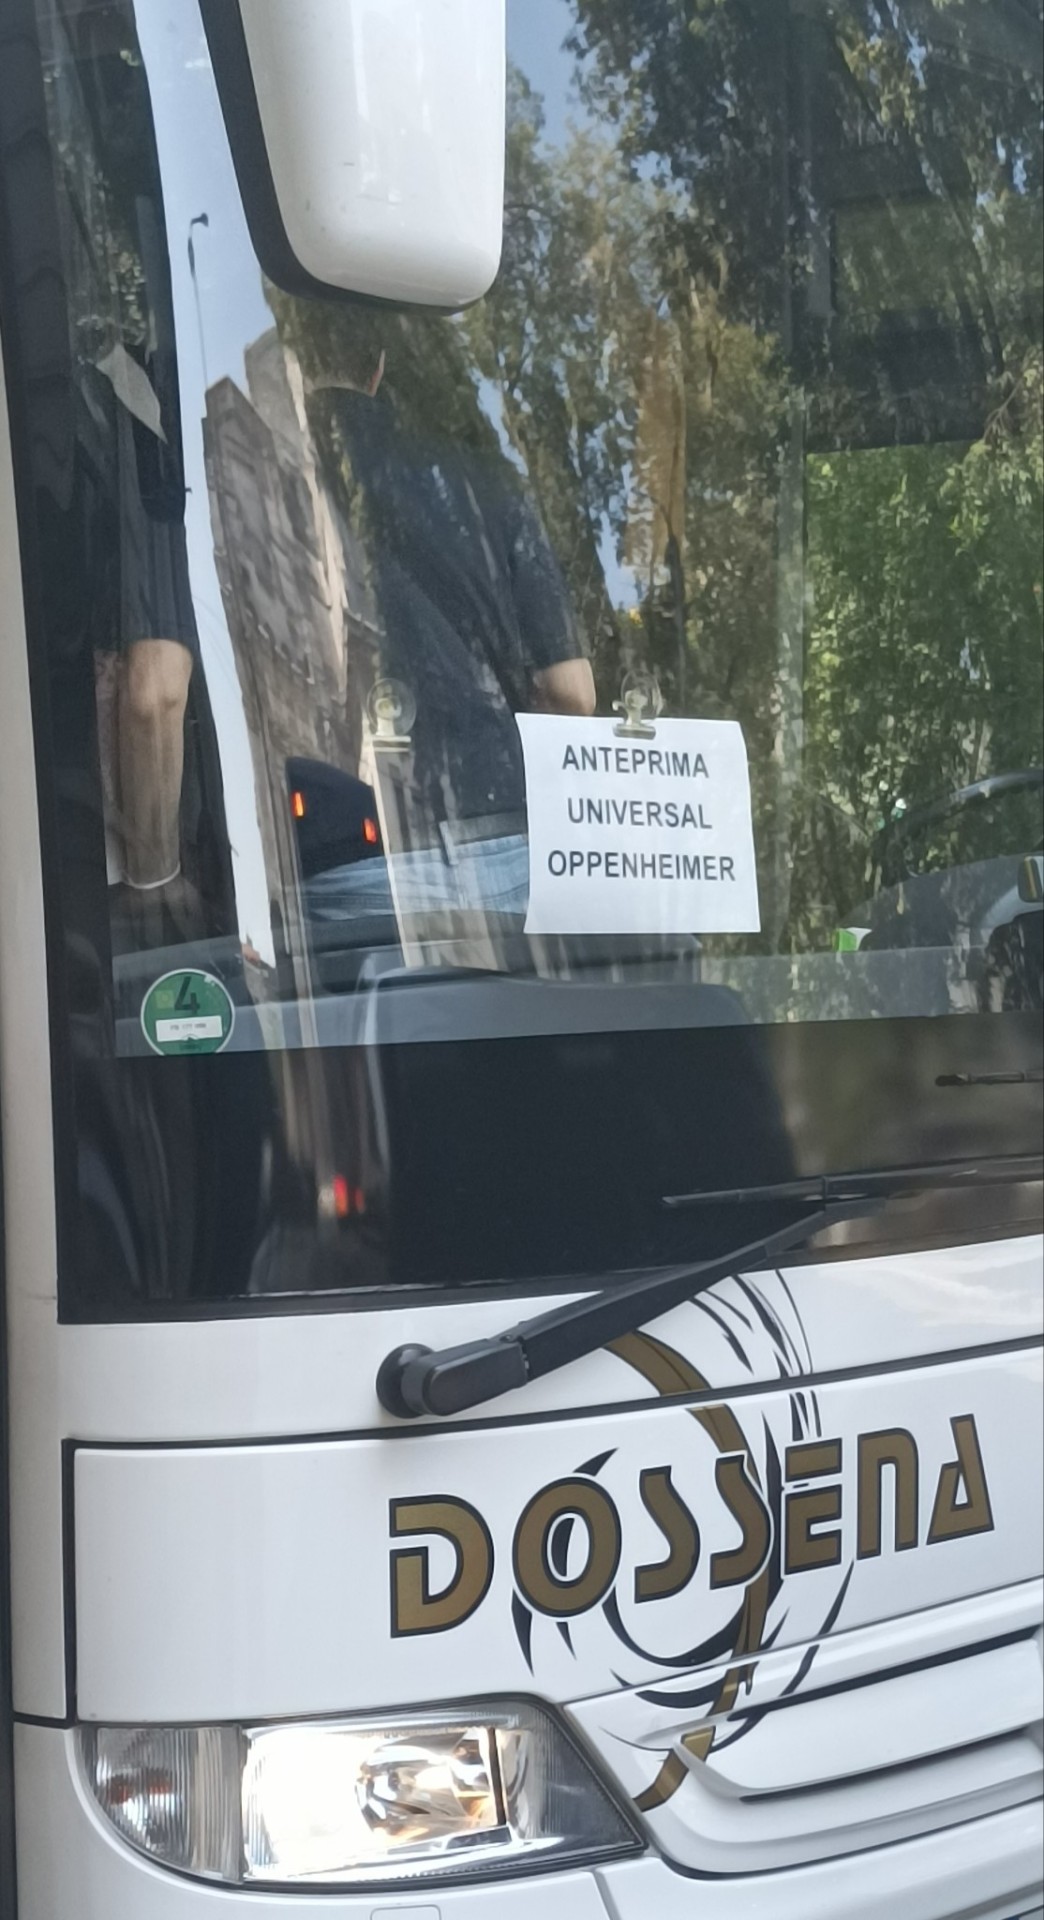 ANTEPRIMA
UNIVERSAL
OPPENHEIMER
4
DOSSENA